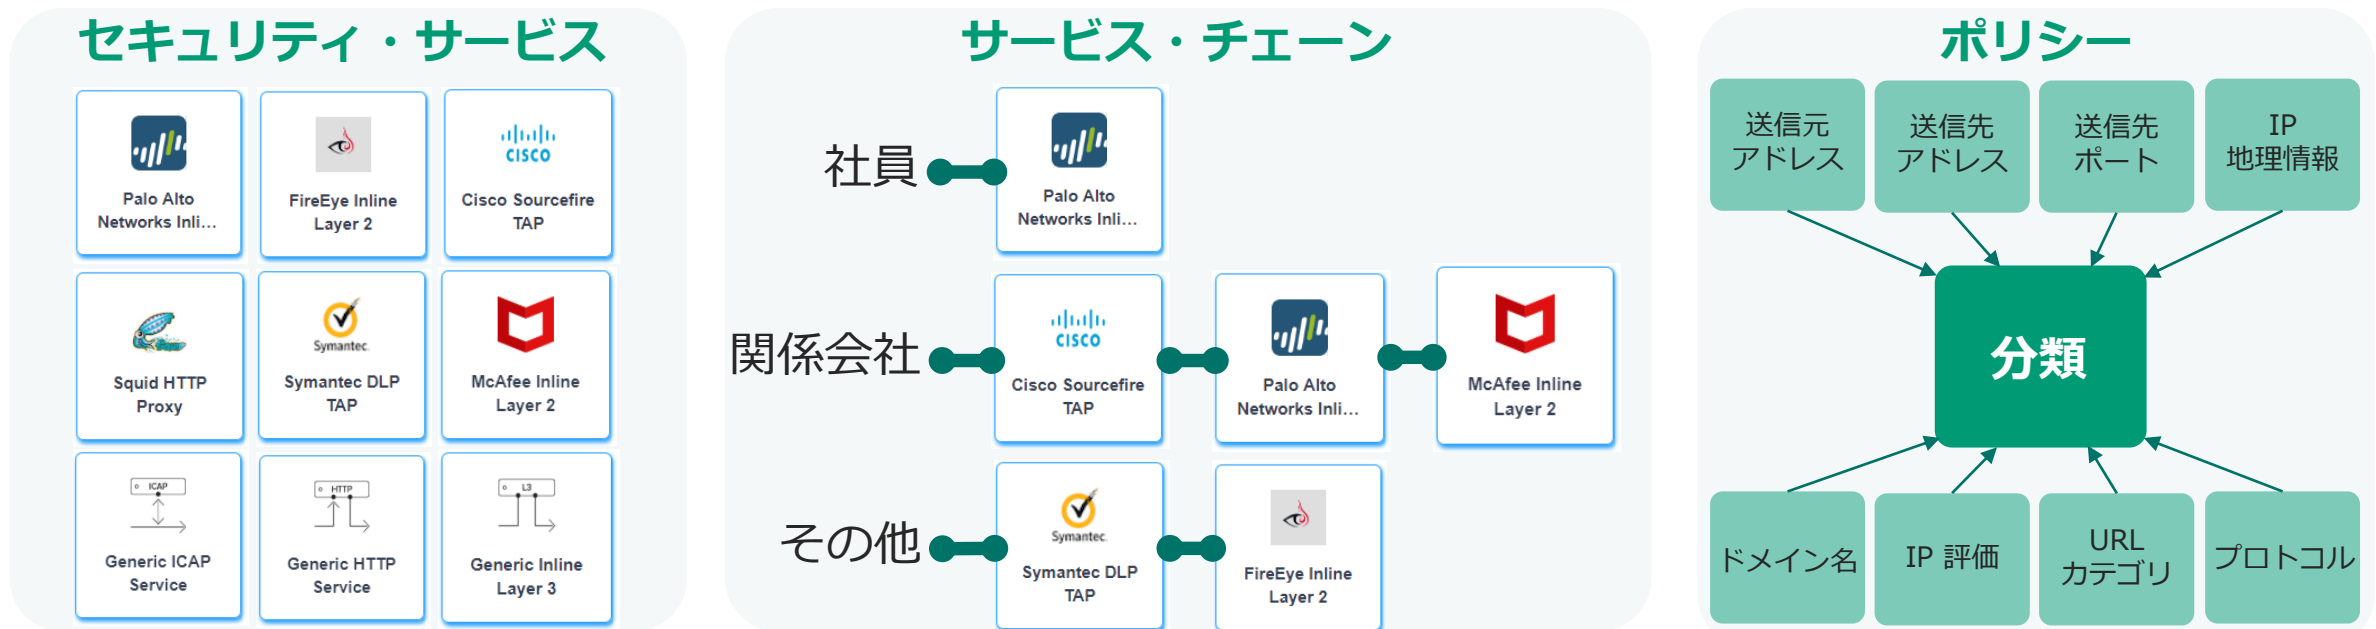 セキュリティ・サービス
Palo Alto
Networks Inli...
FireEye Inline
Layer 2
CISCO
Cisco Sourcefire
TAP
Squid HTTP
Proxy
Symantec.
Symantec DLP
TAP
McAfee Inline
Layer 2
ICAP
Generic ICAP
Service
HTTP
Generic HTTP
Service
L3
Generic Inline
Layer 3
サービス・チェーン
社員
Palo Alto
Networks Inli...
関係会社
CISCO
Cisco Sourcefire
TAP
Palo Alto
Networks Inli...
McAfee Inline
Layer 2
その他
Symantec.
Symantec DLP
TAP
FireEye Inline
Layer 2
ポリシー
送信元
アドレス
送信先
アドレス
送信先
ポート
IP
地理情報
分類
ドメイン名
IP 評価
URL
カテゴリ
プロトコル